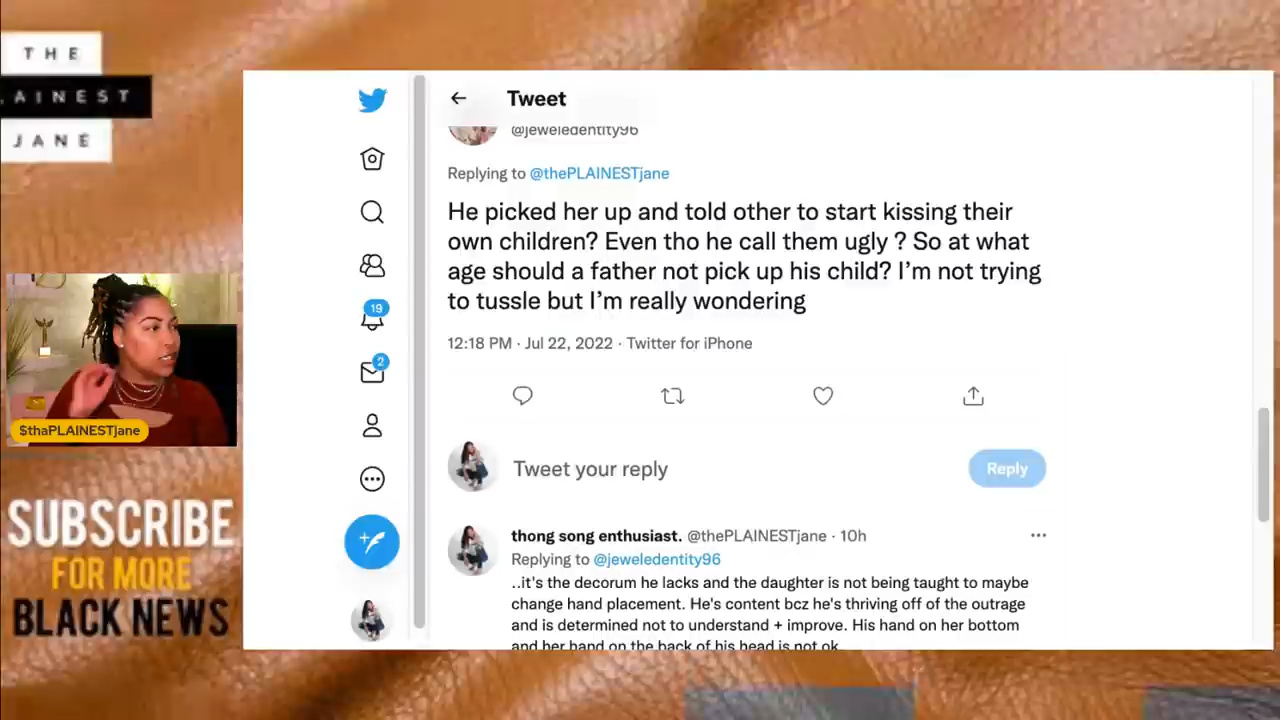 THE
LAINEST
JANE
$thaPLAINESTjane
SUBSCRIBE
FOR MORE
BLACK NEWS
19
2
Tweet
@jeweledentity96
Replying to @thePLAINESTjane
He picked her up and told other to start kissing their
own children? Even tho he call them ugly ? So at what
age should a father not pick up his child? I’m not trying
to tussle but I’m really wondering
12:18 PM · Jul 22, 2022 · Twitter for iPhone
Tweet your reply
Reply
thong song enthusiast. @thePLAINESTjane · 10h
Replying to @jeweledentity96
..it's the decorum he lacks and the daughter is not being taught to maybe
change hand placement. He's content bcz he's thriving off of the outrage
and is determined not to understand + improve. His hand on her bottom
and her hand on the back of his head is not ok